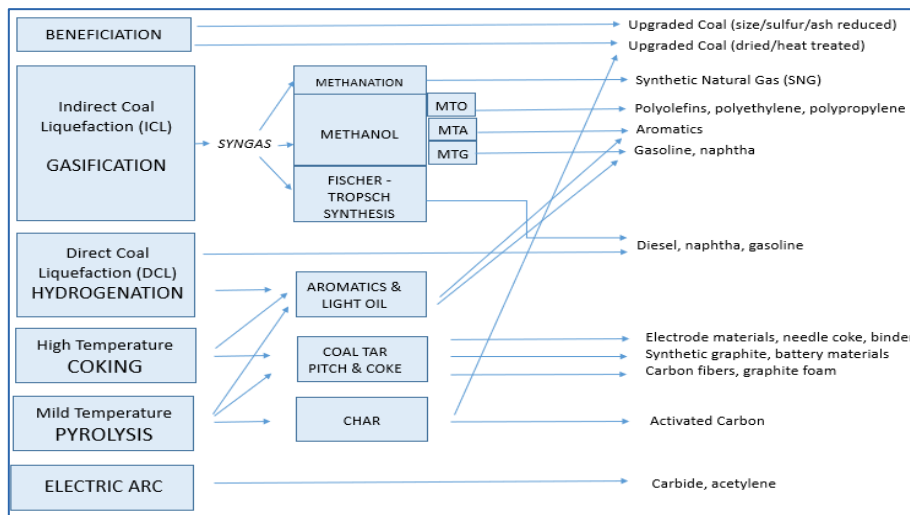 BENEFICIATION
Upgraded Coal (size/sulfur/ash reduced)
Upgraded Coal (dried/heat treated)
Indirect Coal
Liquefaction (ICL)
GASIFICATION
SYNGAS
METHANATION
METHANOL
MTO
MTA
MTG
FISCHER -
TROPSCH
SYNTHESIS
Synthetic Natural Gas (SNG)
Polyolefins, polyethylene, polypropylene
Aromatics
Gasoline, naphtha
Direct Coal
Liquefaction (DCL)
HYDROGENATION
AROMATICS &
LIGHT OIL
Diesel, naphtha, gasoline
High Temperature
COKING
COAL TAR
PITCH & COKE
Electrode materials, needle coke, binder
Synthetic graphite, battery materials
Carbon fibers, graphite foam
Mild Temperature
PYROLYSIS
CHAR
Activated Carbon
ELECTRIC ARC
Carbide, acetylene